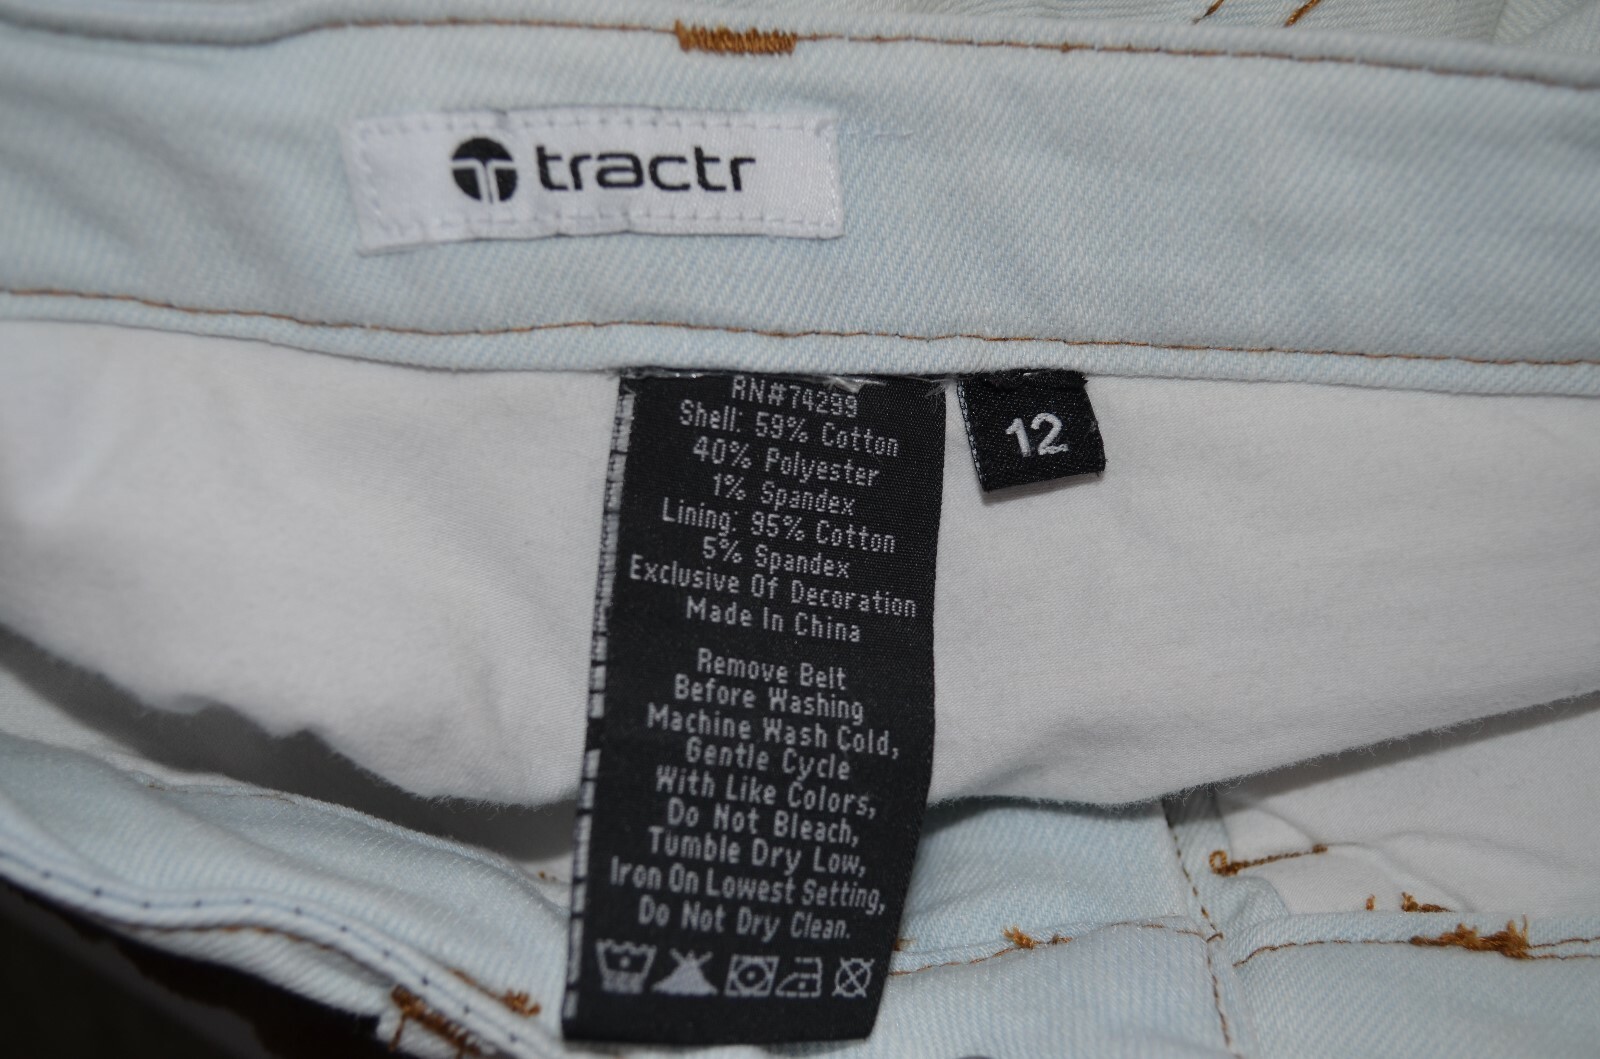 tractr
RN#74299
Shell: 59% Cotton
40% Polyester
1% Spandex
Lining: 95% Cotton
5% Spandex
Exclusive Of Decoration
Made In China
12
Remove Belt
Before Washing
Machine Wash Cold,
Gentle Cycle
With Like Colors,
Do Not Bleach,
Tumble Dry Low,
Iron On Lowest Setting,
Do Not Dry Clean.